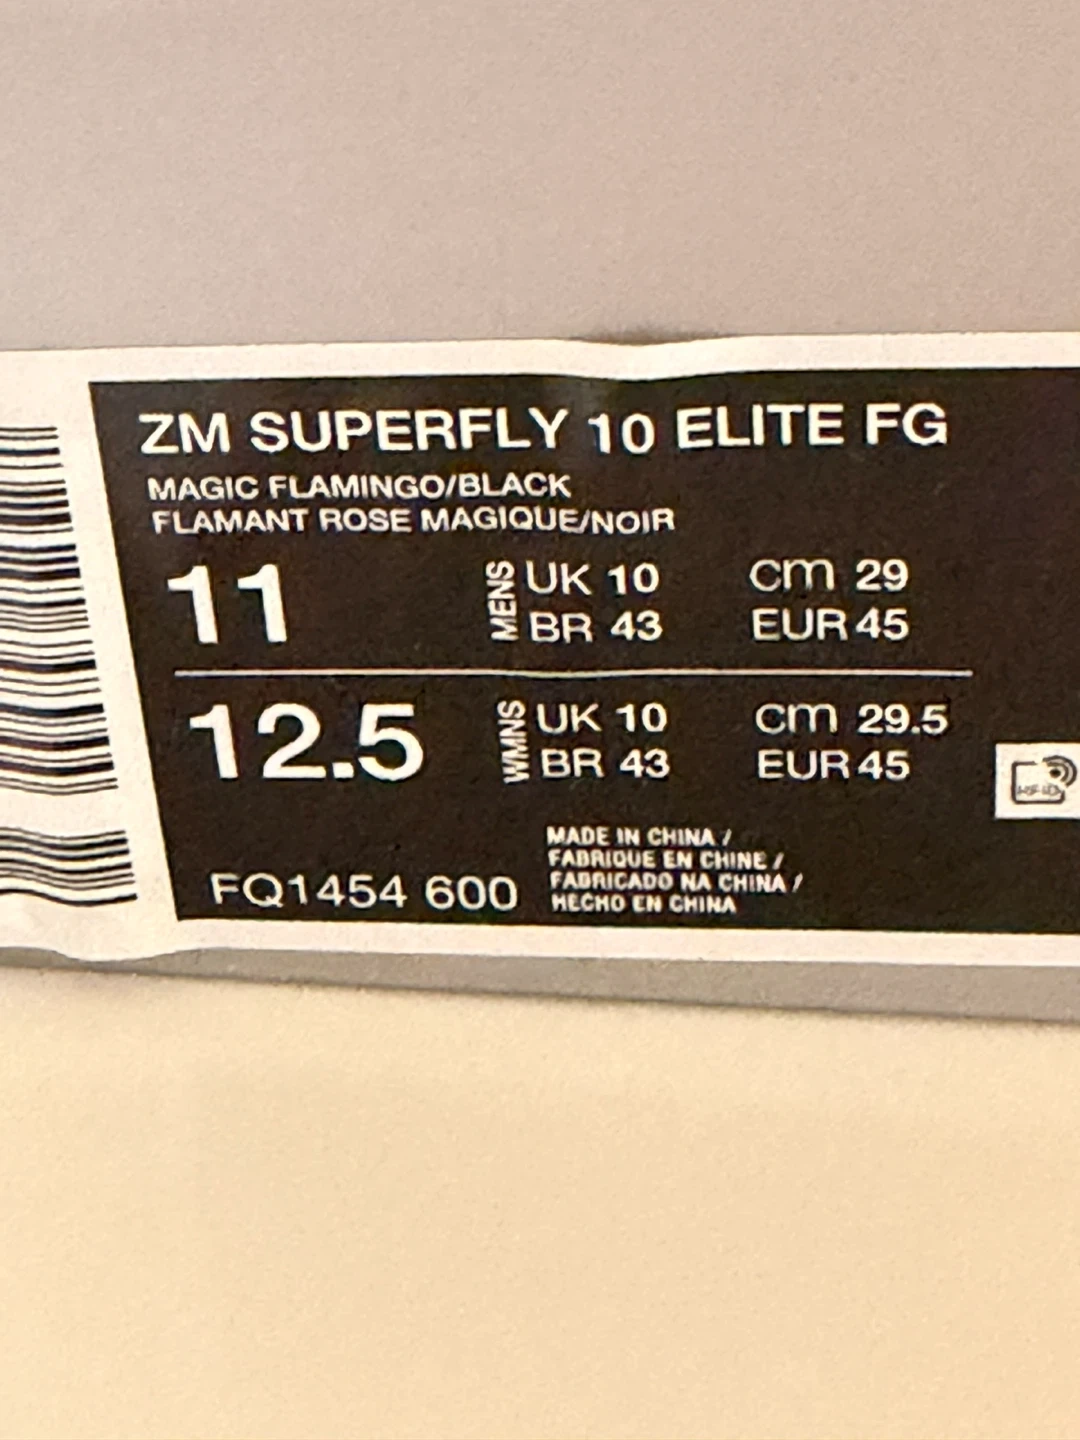 ZM SUPERFLY 10 ELITE FG
MAGIC FLAMINGO/BLACK
FLAMANT ROSE MAGIQUE/NOIR
11 MENS UK 10 CM 29
BR 43 EUR 45
12.5 WMNS UK 10 CM 29.5
BR 43 EUR 45
MADE IN CHINA /
FABRIQUE EN CHINE /
FABRICADO NA CHINA /
HECHO EN CHINA
FQ1454 600